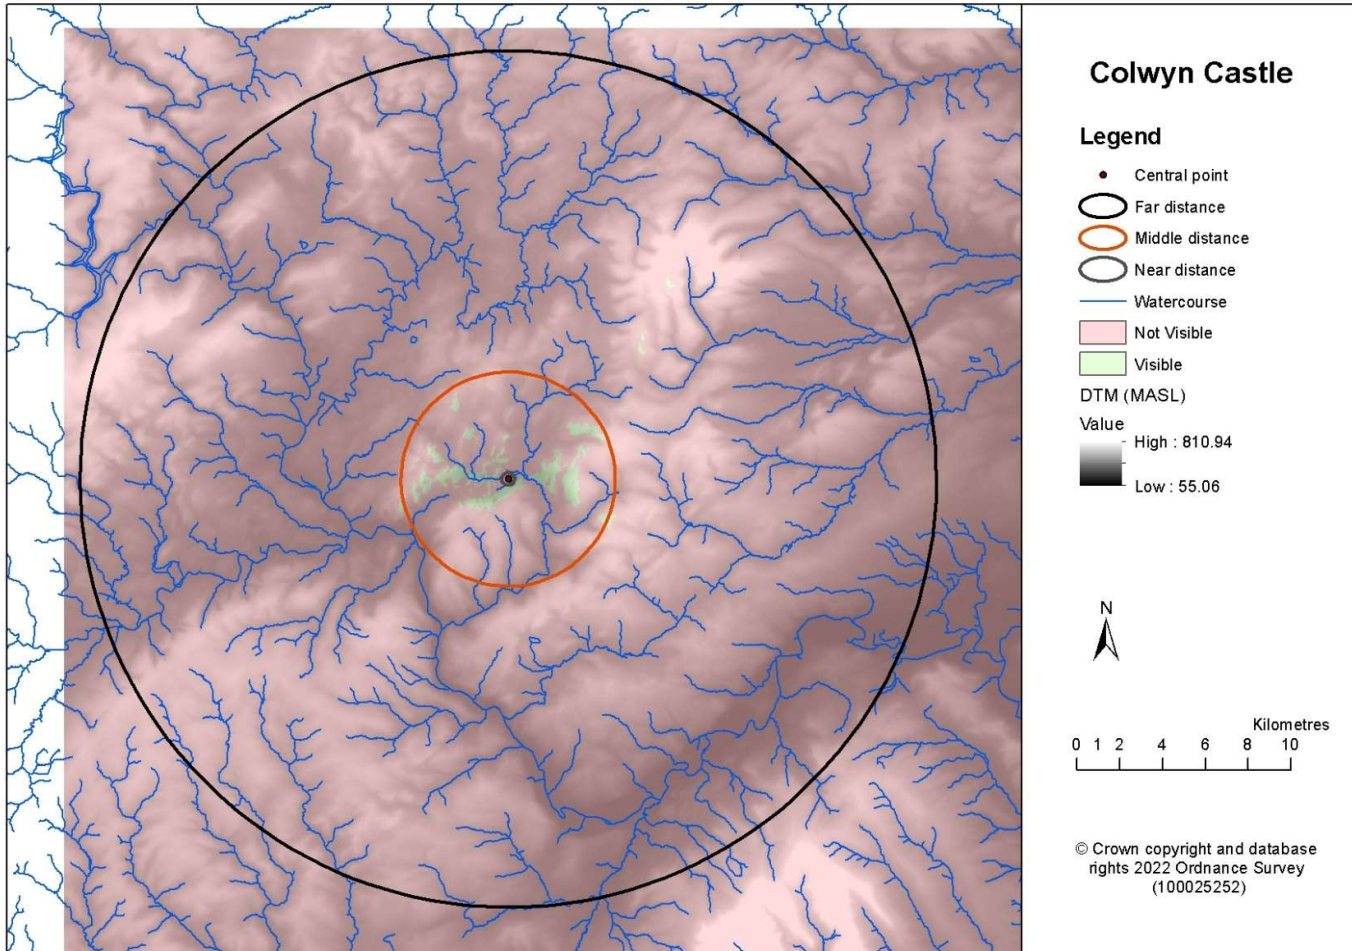 Colwyn Castle
Legend
Central point
Far distance
Middle distance
Near distance
Watercourse
Not Visible
Visible
DTM (MASL)
Value
High : 810.94
Low : 55.06
N
Kilometres
0 1 2 4 6 8 10
© Crown copyright and database
rights 2022 Ordnance Survey
(100025252)